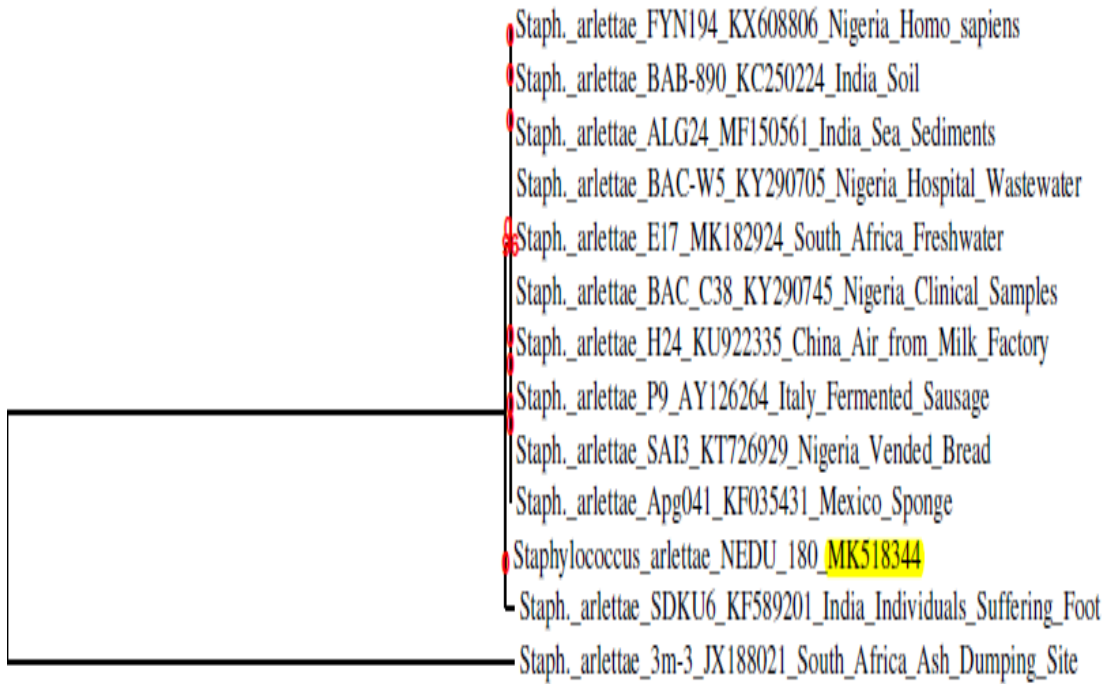 Staph._arlettae_FYN194_KX608806_Nigeria_Homo_sapiens
Staph._arlettae_BAB-890_KC250224_India_Soil
Staph._arlettae_ALG24_MF150561_India_Sea_Sediments
Staph._arlettae_BAC-W5_KY290705_Nigeria_Hospital_Wastewater
Staph._arlettae_E17_MK182924_South_Africa_Freshwater
Staph._arlettae_BAC_C38_KY290745_Nigeria_Clinical_Samples
Staph._arlettae_H24_KU922335_China_Air_from_Milk_Factory
Staph._arlettae_P9_AY126264_Italy_Fermented_Sausage
Staph._arlettae_SAI3_KT726929_Nigeria_Vended_Bread
Staph._arlettae_Apg041_KF035431_Mexico_Sponge
Staphylococcus_arlettae_NEDU_180_MK518344
Staph._arlettae_SDKU6_KF589201_India_Individuals_Suffering_Foot
Staph._arlettae_3m-3_JX188021_South_Africa_Ash_Dumping_Site